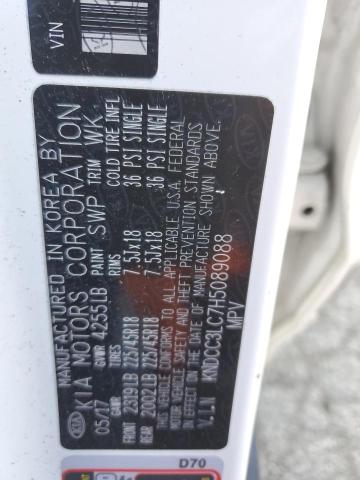 VIN
MANUFACTURED IN KOREA BY
KIA MOTORS CORPORATION
05/17 GVWR 4255LB PAINT SWP TRIM WK
GAWR TIRES RIMS COLD TIRE INFL
FRONT 2319LB 225/45R18 7.5JX18 36 PSI SINGLE
REAR 2002LB 225/45R18 7.5JX18 36 PSI SINGLE
THIS VEHICLE CONFORMS TO ALL APPLICABLE U.S.A. FEDERAL
MOTOR VEHICLE SAFETY AND THEFT PREVENTION STANDARDS
IN EFFECT ON THE DATE OF MANUFACTURE SHOWN ABOVE.
V.I.N KNDCC3LC7H5089088
MPV
KIA
D70